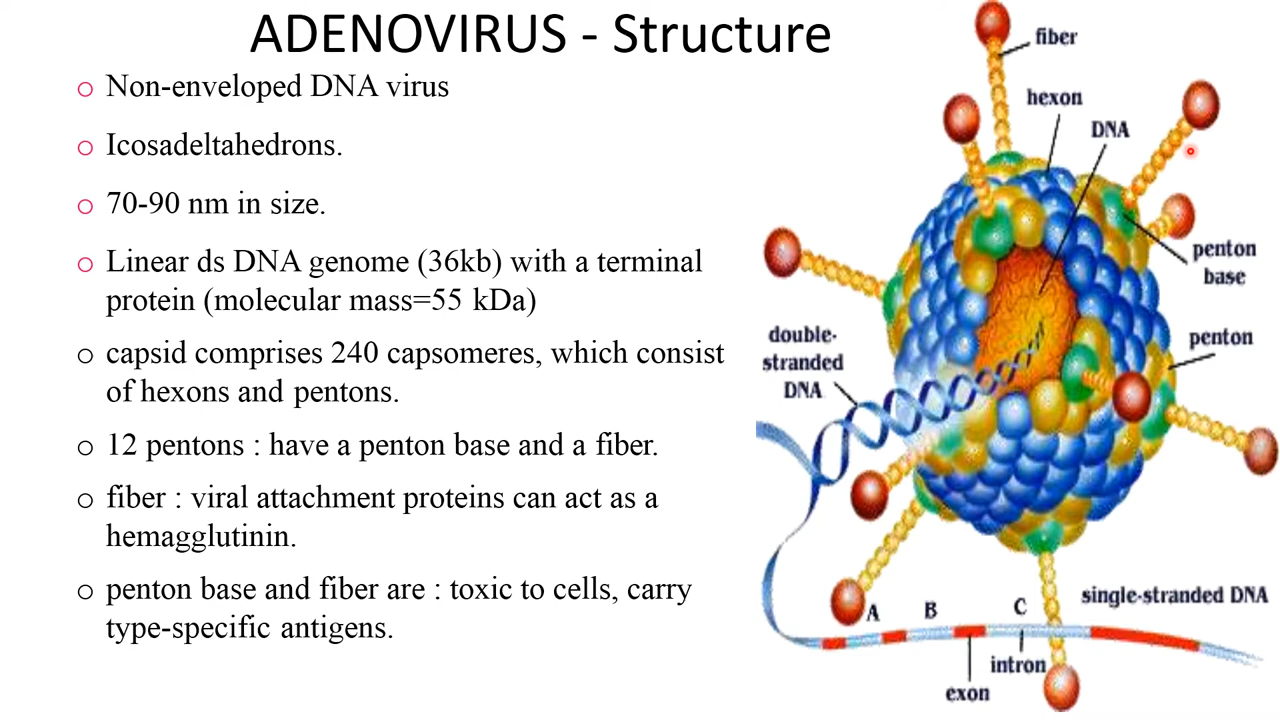 ADENOVIRUS - Structure
o Non-enveloped DNA virus
o Icosadeltahedrons.
o 70-90 nm in size.
o Linear ds DNA genome (36kb) with a terminal
protein (molecular mass=55 kDa)
o capsid comprises 240 capsomeres, which consist
of hexons and pentons.
o 12 pentons : have a penton base and a fiber.
o fiber : viral attachment proteins can act as a
hemagglutinin.
o penton base and fiber are : toxic to cells, carry
type-specific antigens.
fiber
hexon
DNA
penton
base
penton
double-
stranded
DNA
single-stranded DNA
A B C
intron
exon